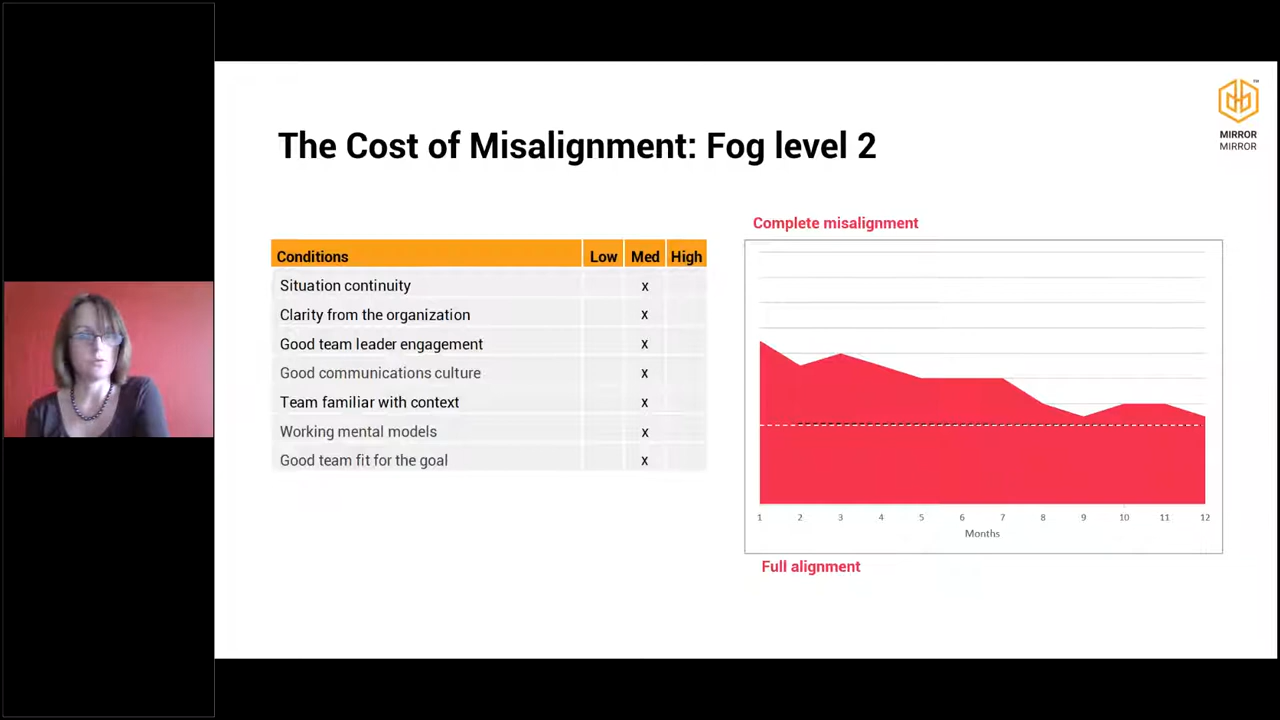 The Cost of Misalignment: Fog level 2
TM
MIRROR
MIRROR
Conditions Low Med High
Situation continuity x
Clarity from the organization x
Good team leader engagement x
Good communications culture x
Team familiar with context x
Working mental models x
Good team fit for the goal x
Complete misalignment
1 2 3 4 5 6 7 8 9 10 11 12
Months
Full alignment